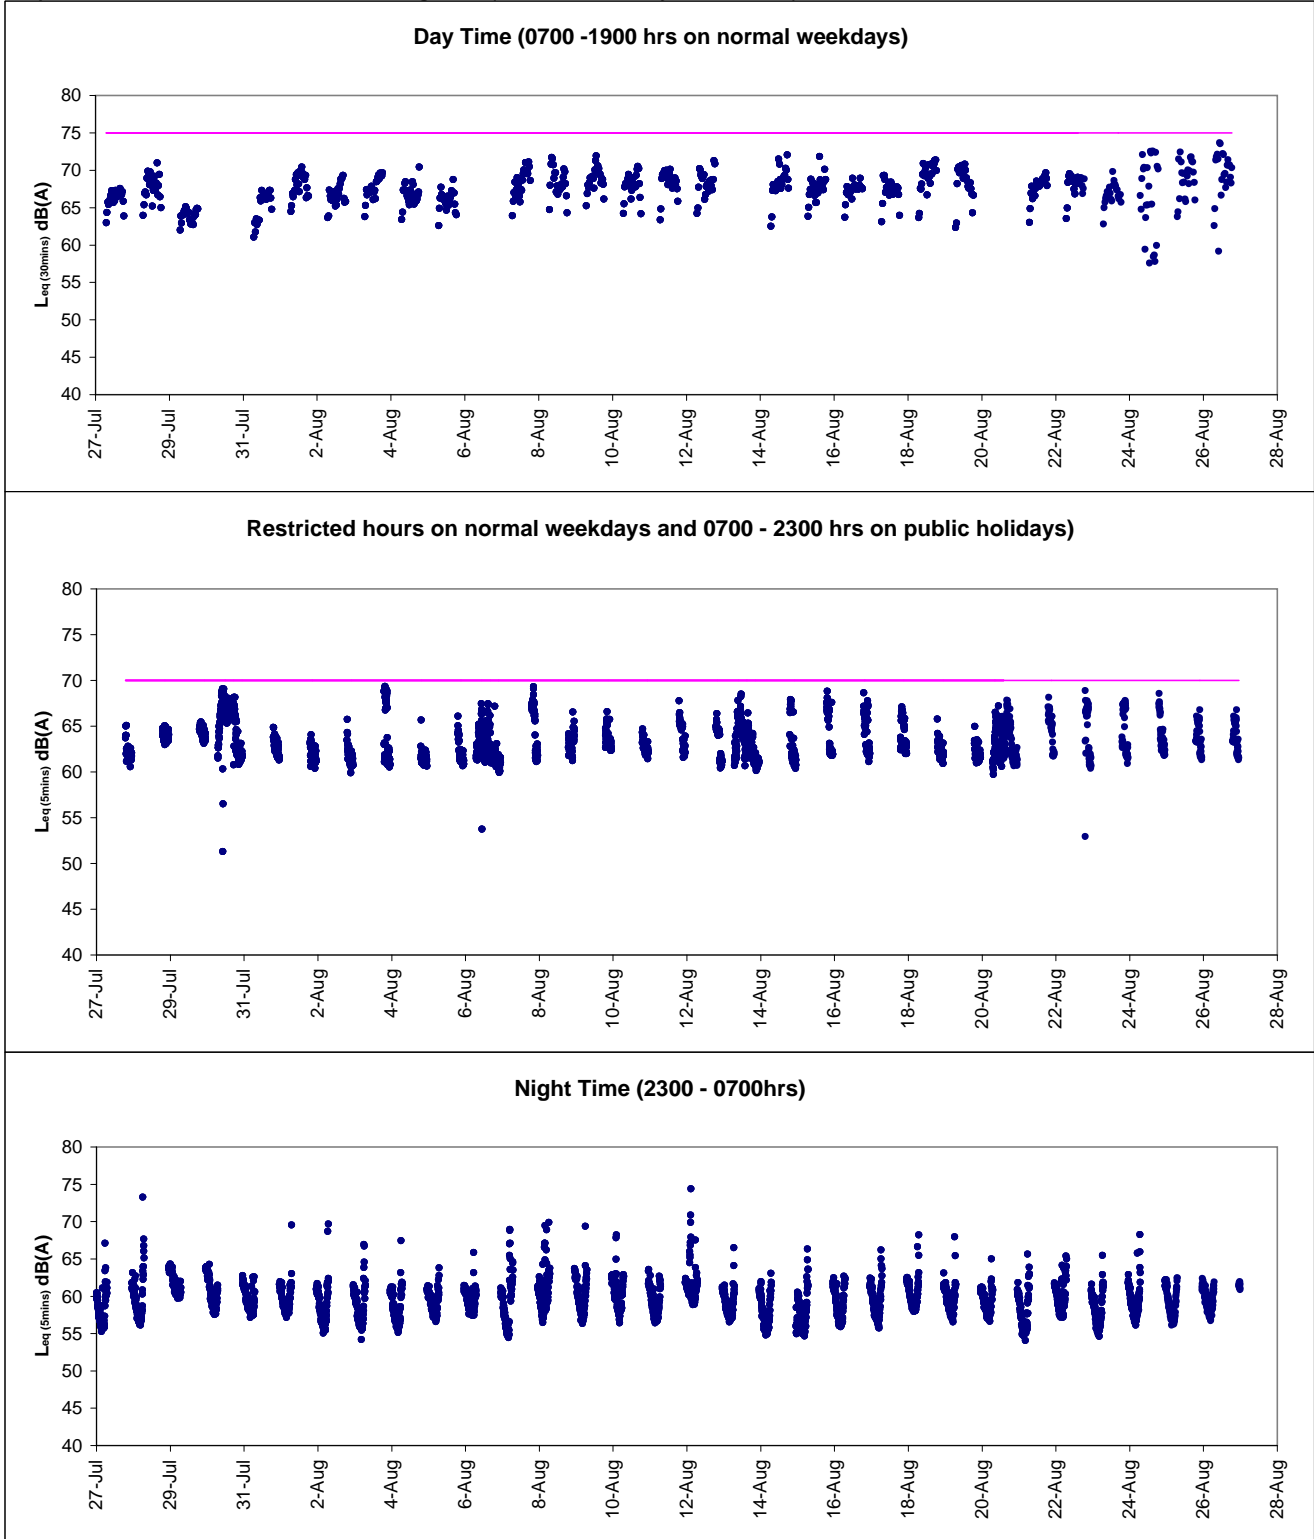 Day Time (0700 -1900 hrs on normal weekdays)
80
75
70
65
60
55
50
45
40
Leq (30mins) dB(A)
27-Jul
29-Jul
31-Jul
2-Aug
4-Aug
6-Aug
8-Aug
10-Aug
12-Aug
14-Aug
16-Aug
18-Aug
20-Aug
22-Aug
24-Aug
26-Aug
28-Aug
Restricted hours on normal weekdays and 0700 - 2300 hrs on public holidays)
80
75
70
65
60
55
50
45
40
Leq (5mins) dB(A)
27-Jul
29-Jul
31-Jul
2-Aug
4-Aug
6-Aug
8-Aug
10-Aug
12-Aug
14-Aug
16-Aug
18-Aug
20-Aug
22-Aug
24-Aug
26-Aug
28-Aug
Night Time (2300 - 0700hrs)
80
75
70
65
60
55
50
45
40
Leq (5mins) dB(A)
27-Jul
29-Jul
31-Jul
2-Aug
4-Aug
6-Aug
8-Aug
10-Aug
12-Aug
14-Aug
16-Aug
18-Aug
20-Aug
22-Aug
24-Aug
26-Aug
28-Aug